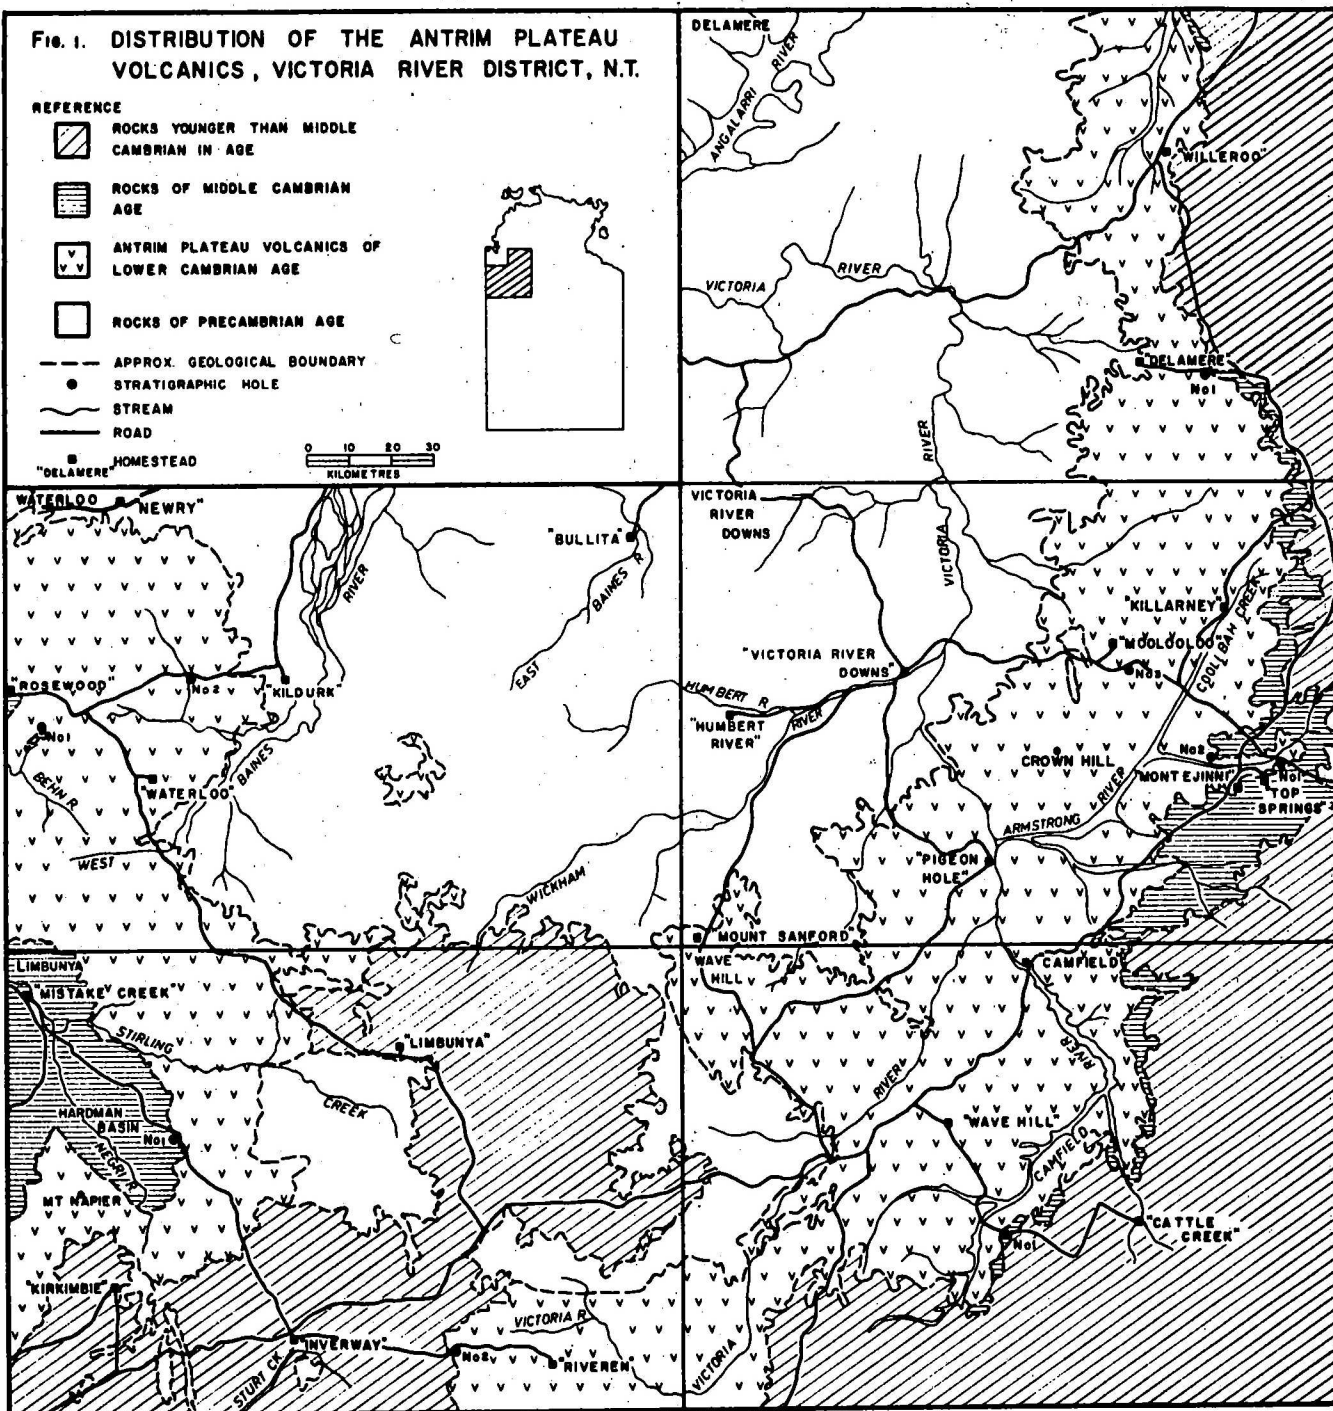 FIG. 1. DISTRIBUTION OF THE ANTRIM PLATEAU
VOLCANICS, VICTORIA RIVER DISTRICT, N.T.
REFERENCE
ROCKS YOUNGER THAN MIDDLE
CAMBRIAN IN AGE
ROCKS OF MIDDLE CAMBRIAN
AGE
ANTRIM PLATEAU VOLCANICS OF
LOWER CAMBRIAN AGE
ROCKS OF PRECAMBRIAN AGE
APPROX. GEOLOGICAL BOUNDARY
STRATIGRAPHIC HOLE
STREAM
ROAD
"DELAMERE" HOMESTEAD
0 10 20 30
KILOMETRES
DELAMERE
ANGALARRI RIVER
"WILLEROO"
VICTORIA RIVER
"DELAMERE"
No1
RIVER
WATERLOO
NEWRY"
RIVER
"BULLITA"
EAST BAINES R
VICTORIA
RIVER
DOWNS
VICTORIA
"KILLARNEY"
"MOOLOOLOO"
COOLIBAH CREEK
No3
"VICTORIA RIVER
DOWNS"
"ROSEWOOD"
No2
"KILDURK"
HUMBERT R
"HUMBERT
RIVER"
RIVER
No1
BEHN R
BAINES
"WATERLOO"
WEST
CROWN HILL
No2
"MONTEJINNI"
No1
TOP
SPRINGS"
ARMSTRONG RIVER
R
"PIGEON
HOLE"
WICKHAM
"MOUNT SANFORD"
LIMBUNYA
WAVE
HILL
CAMFIELD
"MISTAKE CREEK"
STIRLING
CREEK
"LIMBUNYA"
RIVER
RIVER
HARDMAN
BASIN
No1
NEGRI R
"WAVE HILL"
CAMFIELD
MT NAPIER
"CATTLE
CREEK"
No1
"KIRKIMBIE"
"INVERWAY"
VICTORIA R
No2
"RIVEREN"
STURT CK
VICTORIA